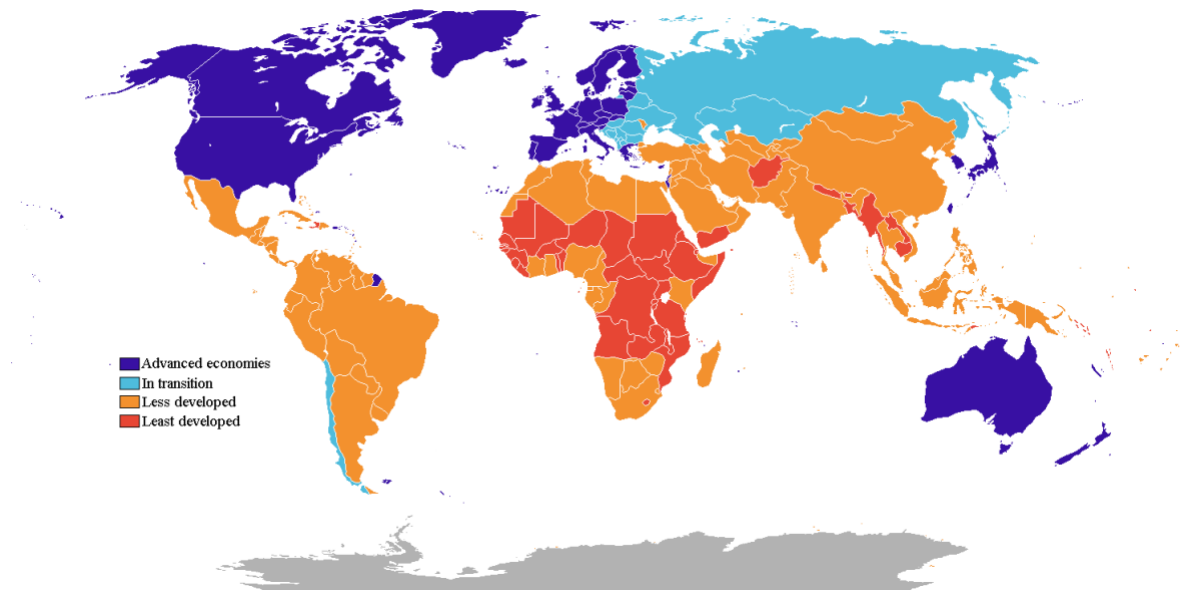 Advanced economies
In transition
Less developed
Least developed